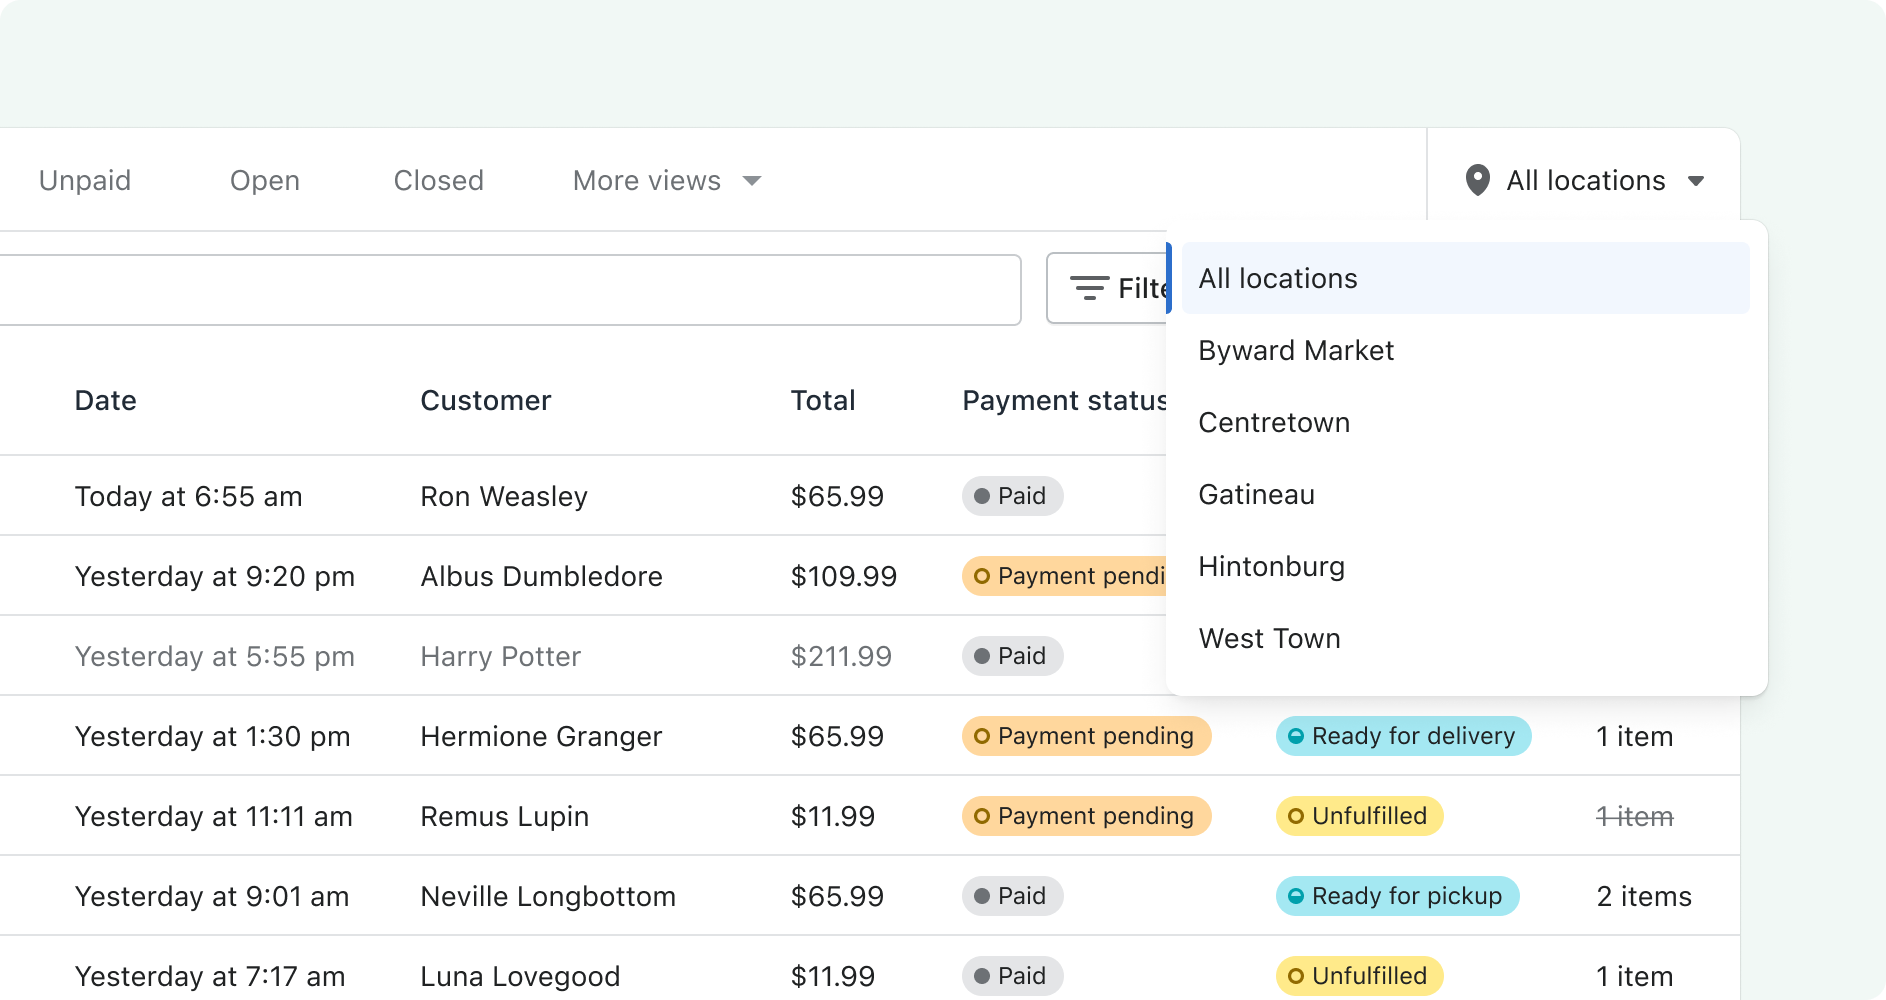 Unpaid Open Closed More views All locations
Filte
All locations
Byward Market
Centretown
Gatineau
Hintonburg
West Town
Date Customer Total Payment status
Today at 6:55 am Ron Weasley $65.99 Paid
Yesterday at 9:20 pm Albus Dumbledore $109.99 Payment pendi
Yesterday at 5:55 pm Harry Potter $211.99 Paid
Yesterday at 1:30 pm Hermione Granger $65.99 Payment pending Ready for delivery 1 item
Yesterday at 11:11 am Remus Lupin $11.99 Payment pending Unfulfilled 1 item
Yesterday at 9:01 am Neville Longbottom $65.99 Paid Ready for pickup 2 items
Yesterday at 7:17 am Luna Lovegood $11.99 Paid Unfulfilled 1 item